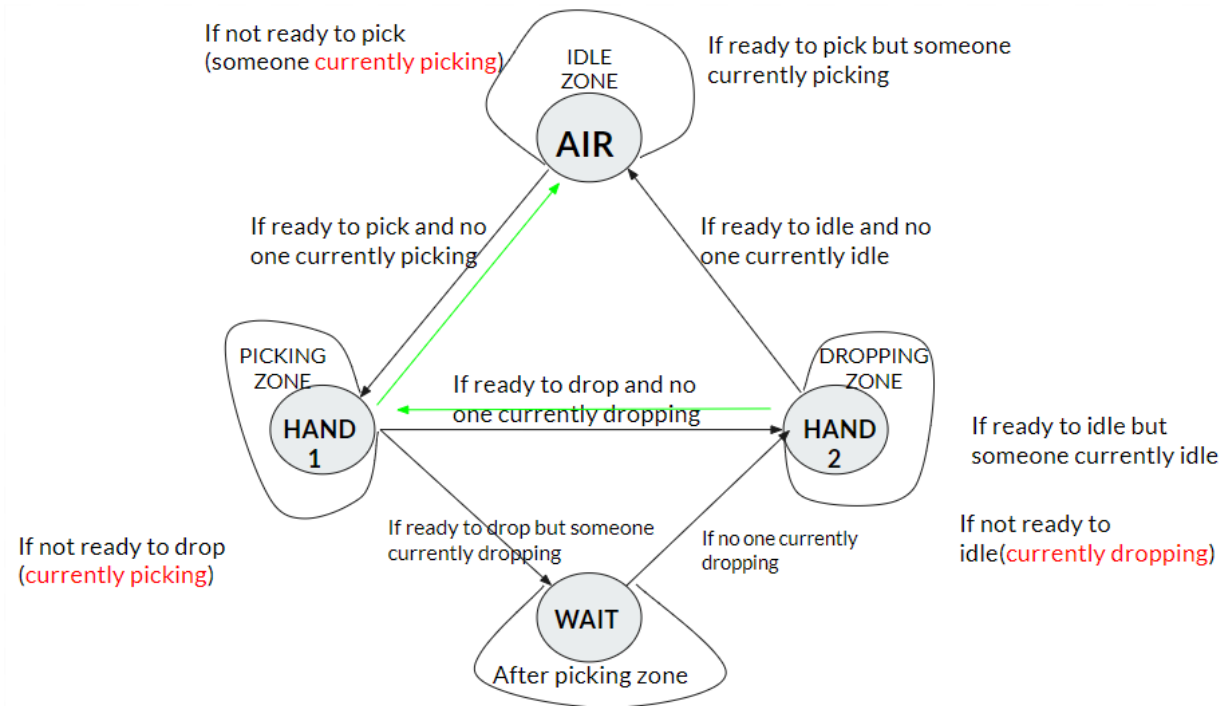 If not ready to pick
(someone currently picking)
IDLE
ZONE
If ready to pick but someone
currently picking
AIR
If ready to pick and no
one currently picking
If ready to idle and no
one currently idle
PICKING
ZONE
DROPPING
ZONE
If ready to drop and no
one currently dropping
HAND
1
HAND
2
If ready to idle but
someone currently idle
If not ready to drop
(currently picking)
If ready to drop but someone
currently dropping
If no one currently
dropping
If not ready to
idle(currently dropping)
WAIT
After picking zone